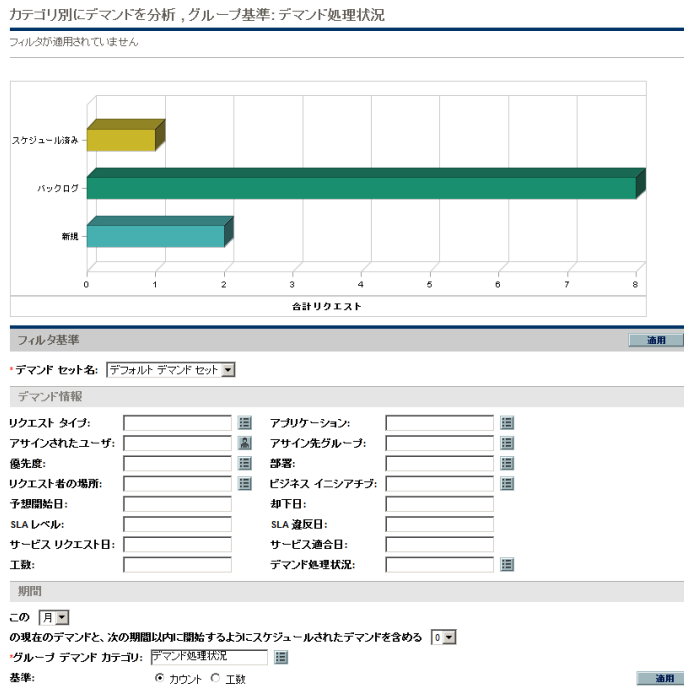 カテゴリ別にデマンドを分析 , グループ基準: デマンド処理状況
フィルタが適用されていません
スケジュール済み
バックログ
新規
0 1 2 3 4 5 6 7 8
合計リクエスト
フィルタ基準 適用
*デマンド セット名: デフォルト デマンド セット
デマンド情報
リクエスト タイプ: アプリケーション:
アサインされたユーザ: アサイン先グループ:
優先度: 部署:
リクエスト者の場所: ビジネス イニシアチブ:
予想開始日: 却下日:
SLA レベル: SLA 違反日:
サービス リクエスト日: サービス適合日:
工数: デマンド処理状況:
期間
この 月
の現在のデマンドと、次の期間以内に開始するようにスケジュールされたデマンドを含める 0
*グループ デマンド カテゴリ: デマンド処理状況
基準: カウント 工数 適用